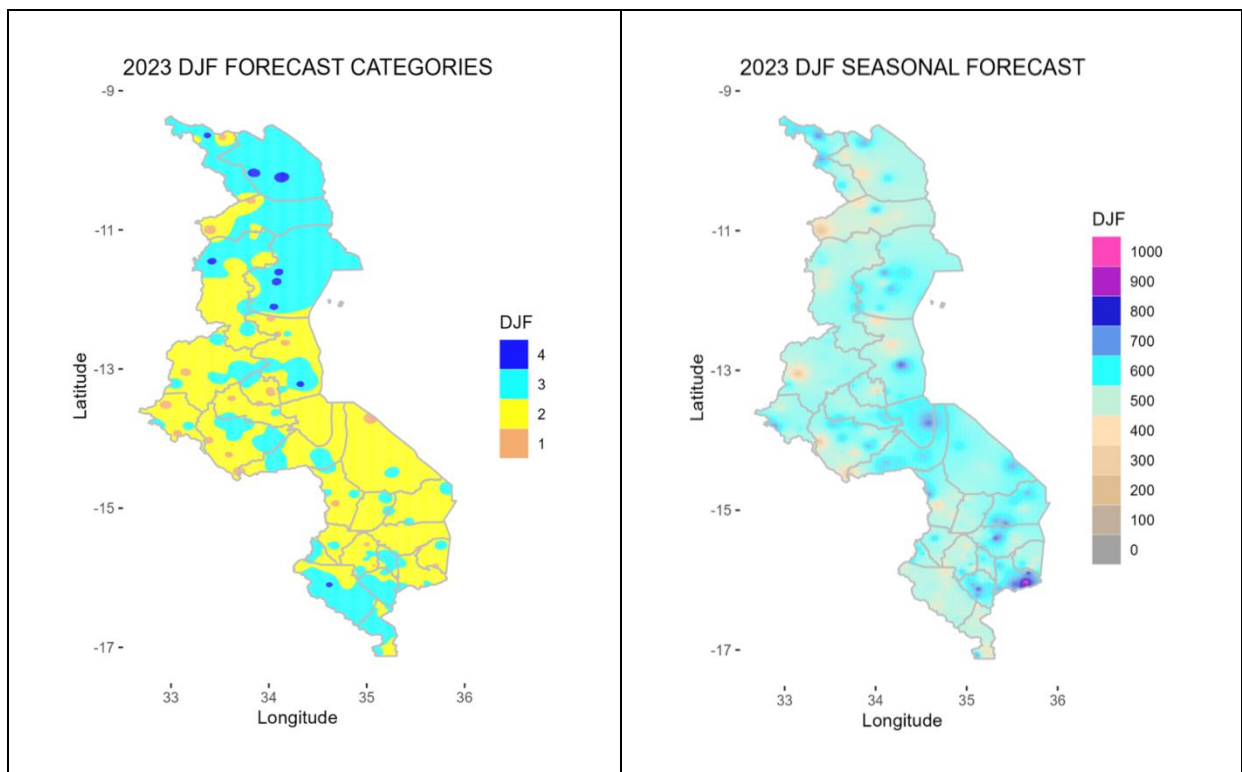 2023 DJF FORECAST CATEGORIES
-9
-11
-13
-15
-17
Latitude
33 34 35 36
Longitude
DJF
4
3
2
1
2023 DJF SEASONAL FORECAST
-9
-11
-13
-15
-17
Latitude
33 34 35 36
Longitude
DJF
1000
900
800
700
600
500
400
300
200
100
0